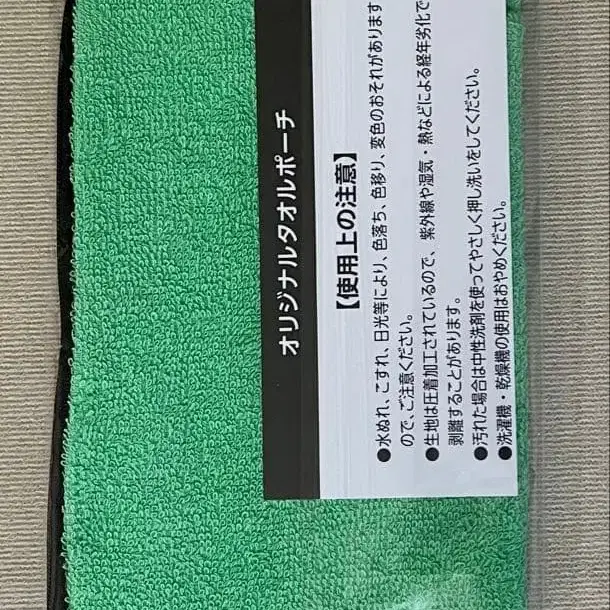 オリジナルタオルポーチ
【使用上の注意】
●水ぬれ、こすれ、日光等により、色落ち、色移り、変色のおそれがあります
ので、ご注意ください。
●生地は圧着加工されているので、紫外線や湿気・熱などによる経年劣化で
剥離することがあります。
●汚れた場合は中性洗剤を使ってやさしく押し洗いをしてください。
●洗濯機・乾燥機の使用はおやめください。